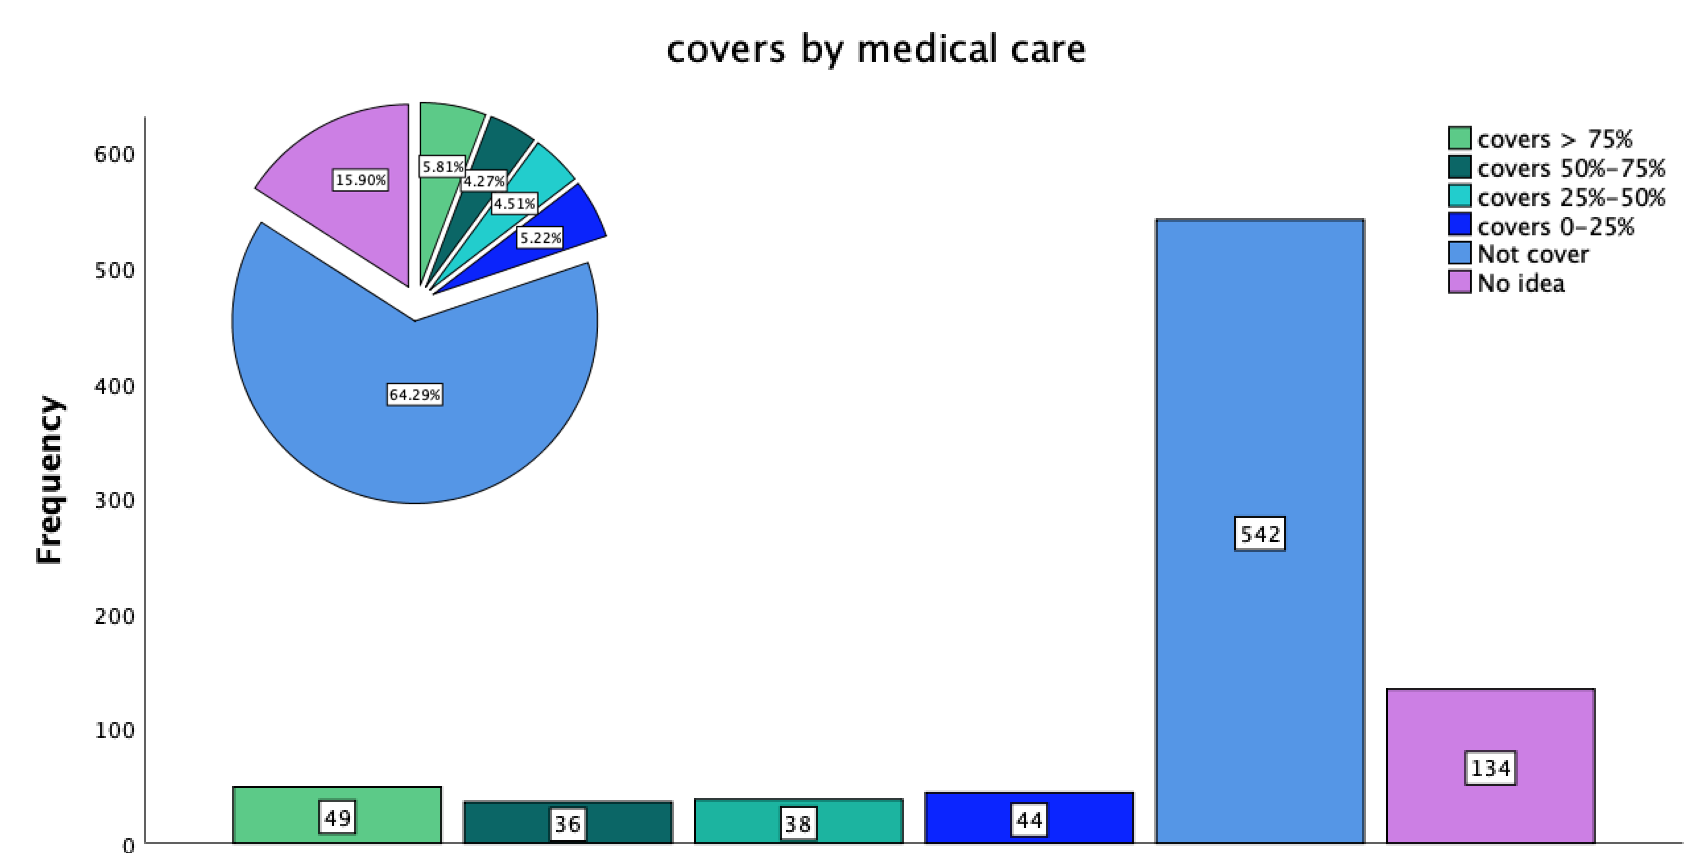 covers by medical care
covers > 75%
covers 50%-75%
covers 25%-50%
covers 0-25%
Not cover
No idea
5.81%
4.27%
4.51%
5.22%
64.29%
15.90%
Frequency
600
500
400
300
200
100
0
49
36
38
44
542
134